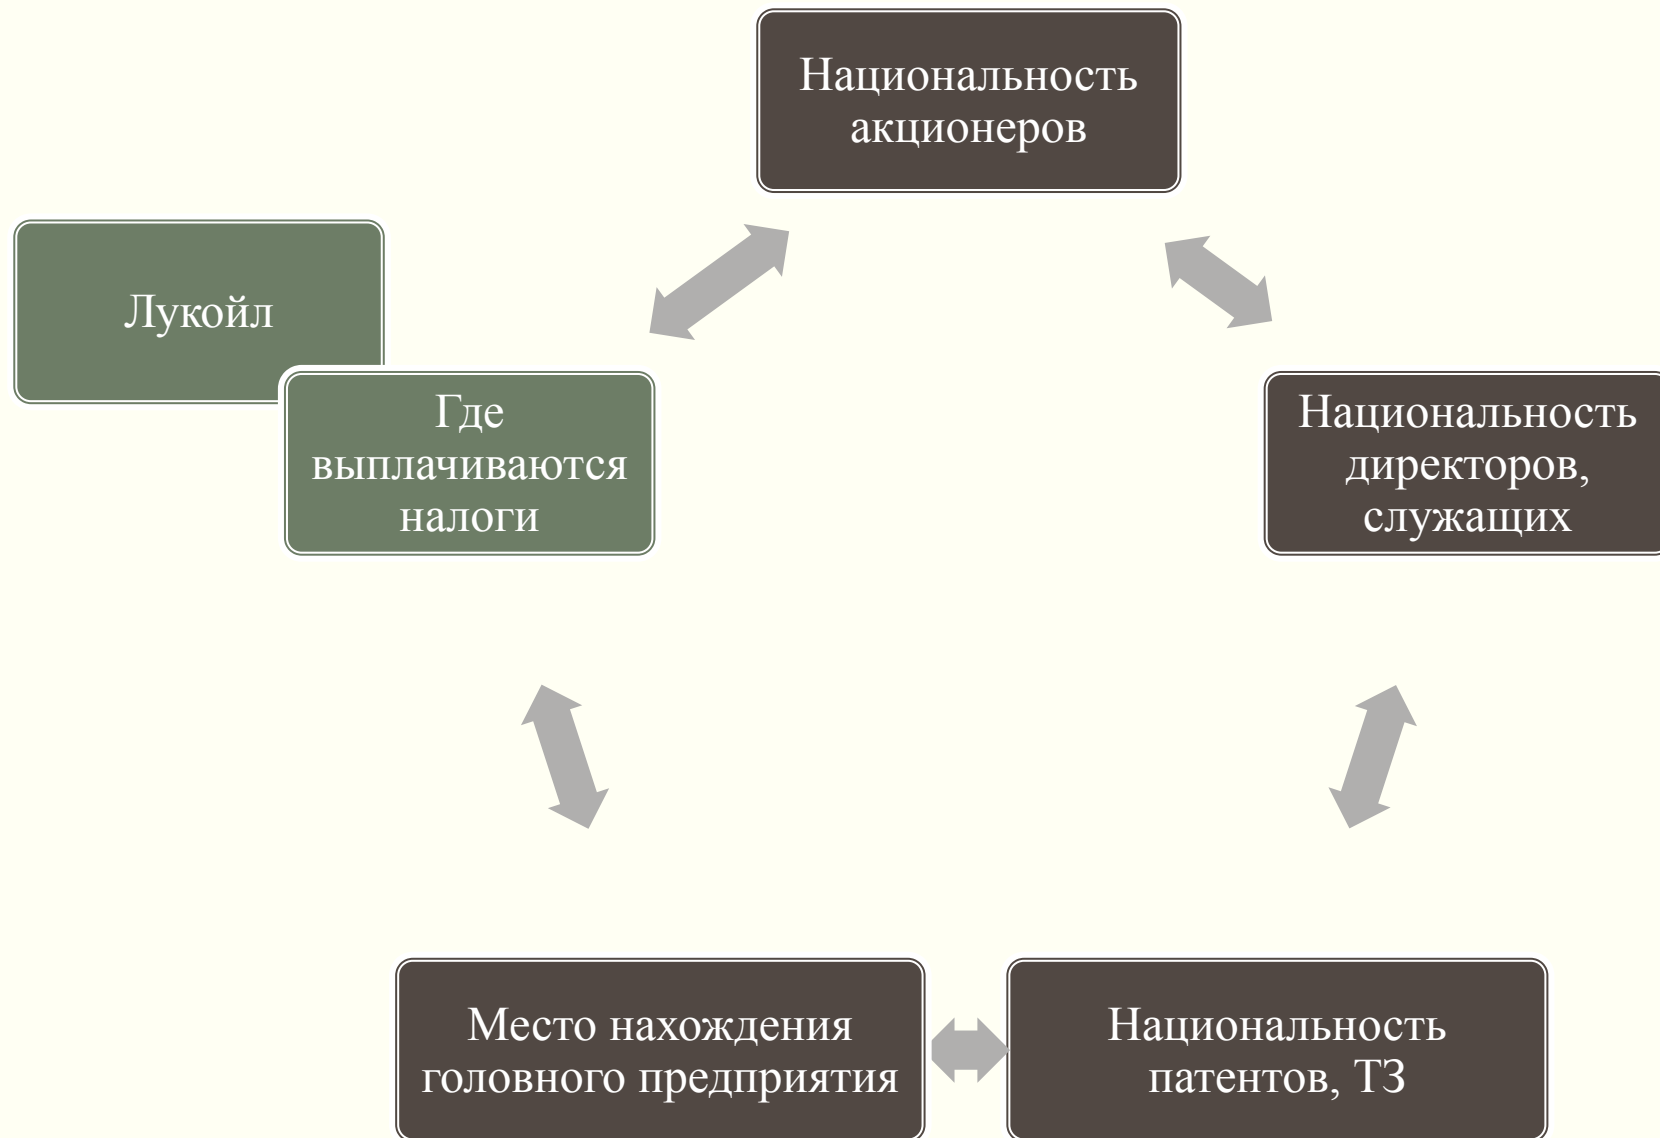 Национальность
акционеров
Лукойл
Где
выплачиваются
налоги
Национальность
директоров,
служащих
Место нахождения
головного предприятия
Национальность
патентов, ТЗ